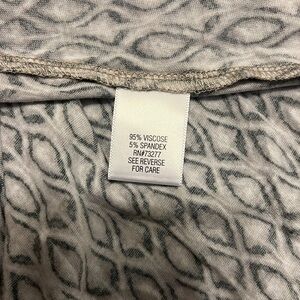 95% VISCOSE
5% SPANDEX
RN#73277
SEE REVERSE
FOR CARE